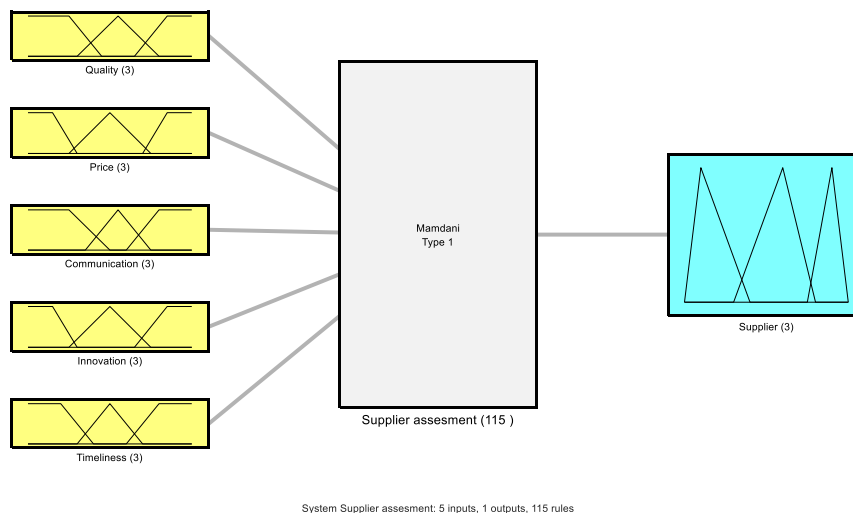 Quality (3)
Price (3)
Communication (3)
Innovation (3)
Timeliness (3)
Mamdani
Type 1
Supplier assesment (115 )
Supplier (3)
System Supplier assesment: 5 inputs, 1 outputs, 115 rules